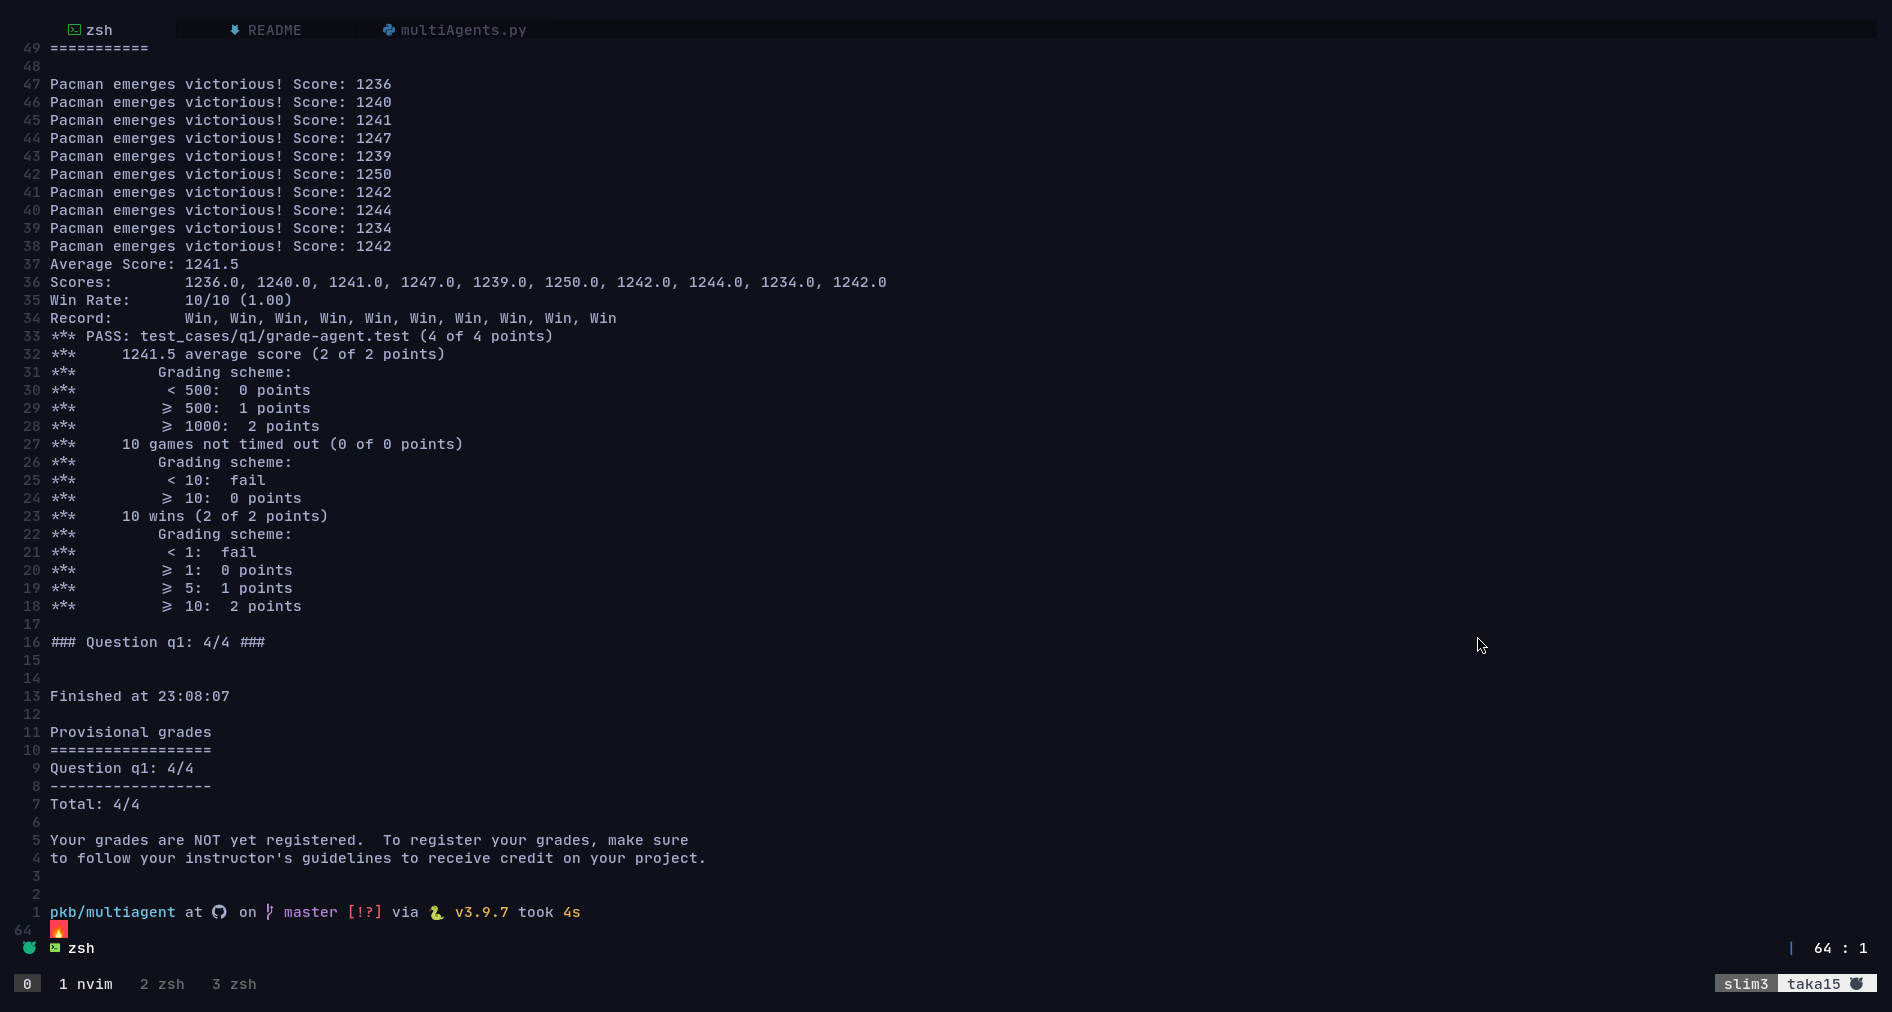 zsh README multiAgents.py
49 ===========
48
47 Pacman emerges victorious! Score: 1236
46 Pacman emerges victorious! Score: 1240
45 Pacman emerges victorious! Score: 1241
44 Pacman emerges victorious! Score: 1247
43 Pacman emerges victorious! Score: 1239
42 Pacman emerges victorious! Score: 1250
41 Pacman emerges victorious! Score: 1242
40 Pacman emerges victorious! Score: 1244
39 Pacman emerges victorious! Score: 1234
38 Pacman emerges victorious! Score: 1242
37 Average Score: 1241.5
36 Scores:        1236.0, 1240.0, 1241.0, 1247.0, 1239.0, 1250.0, 1242.0, 1244.0, 1234.0, 1242.0
35 Win Rate:      10/10 (1.00)
34 Record:        Win, Win, Win, Win, Win, Win, Win, Win, Win, Win
33 *** PASS: test_cases/q1/grade-agent.test (4 of 4 points)
32 ***     1241.5 average score (2 of 2 points)
31 ***         Grading scheme:
30 ***          < 500:  0 points
29 ***         >= 500:  1 points
28 ***         >= 1000:  2 points
27 ***     10 games not timed out (0 of 0 points)
26 ***         Grading scheme:
25 ***          < 10:  fail
24 ***         >= 10:  0 points
23 ***     10 wins (2 of 2 points)
22 ***         Grading scheme:
21 ***          < 1:  fail
20 ***         >= 1:  0 points
19 ***         >= 5:  1 points
18 ***         >= 10:  2 points
17
16 ### Question q1: 4/4 ###
15
14
13 Finished at 23:08:07
12
11 Provisional grades
10 ==================
9 Question q1: 4/4
8 ------------------
7 Total: 4/4
6
5 Your grades are NOT yet registered.  To register your grades, make sure
4 to follow your instructor's guidelines to receive credit on your project.
3
2
1 pkb/multiagent at on master [!?] via 🐍 v3.9.7 took 4s
64 🔥
zsh | 64 : 1
0 1 nvim 2 zsh 3 zsh slim3 taka15